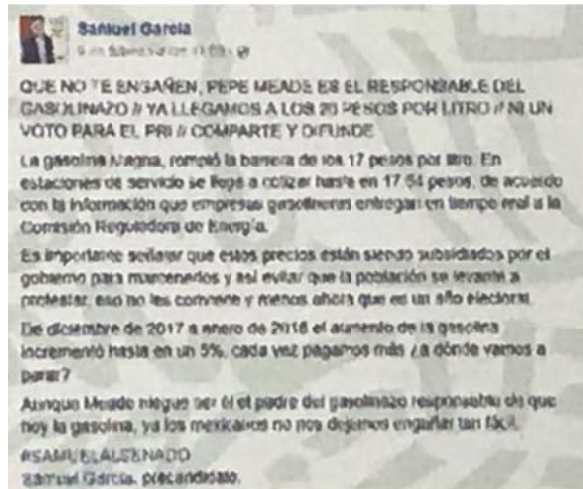 Samuel García
QUE NO TE ENGAÑEN, PEPE MEADE ES EL RESPONSABLE DEL
GASOLINAZO // YA LLEGAMOS A LOS 20 PESOS POR LITRO // NI UN
VOTO PARA EL PRI // COMPARTE Y DIFUNDE
La gasolina Magna, rompió la barrera de los 17 pesos por litro. En
estaciones de servicio se llegó a cotizar hasta en 17.64 pesos, de acuerdo
con la información que empresas gasolineras entregan en tiempo real a la
Comisión Reguladora de Energía.
Es importante señalar que estos precios están siendo subsidiados por el
gobierno para mantenerlos y así evitar que la población se levante a
protestar, eso no les conviene y menos ahora que es un año electoral.
De diciembre de 2017 a enero de 2018 el aumento de la gasolina
incrementó hasta en un 5%, cada vez pagamos más ¿a dónde vamos a
parar?
Aunque Meade niegue ser él el padre del gasolinazo responsable de que
hoy la gasolina, ya los mexicanos no nos dejamos engañar tan fácil.
#SAMUELALSENADO
Samuel García, precandidato.